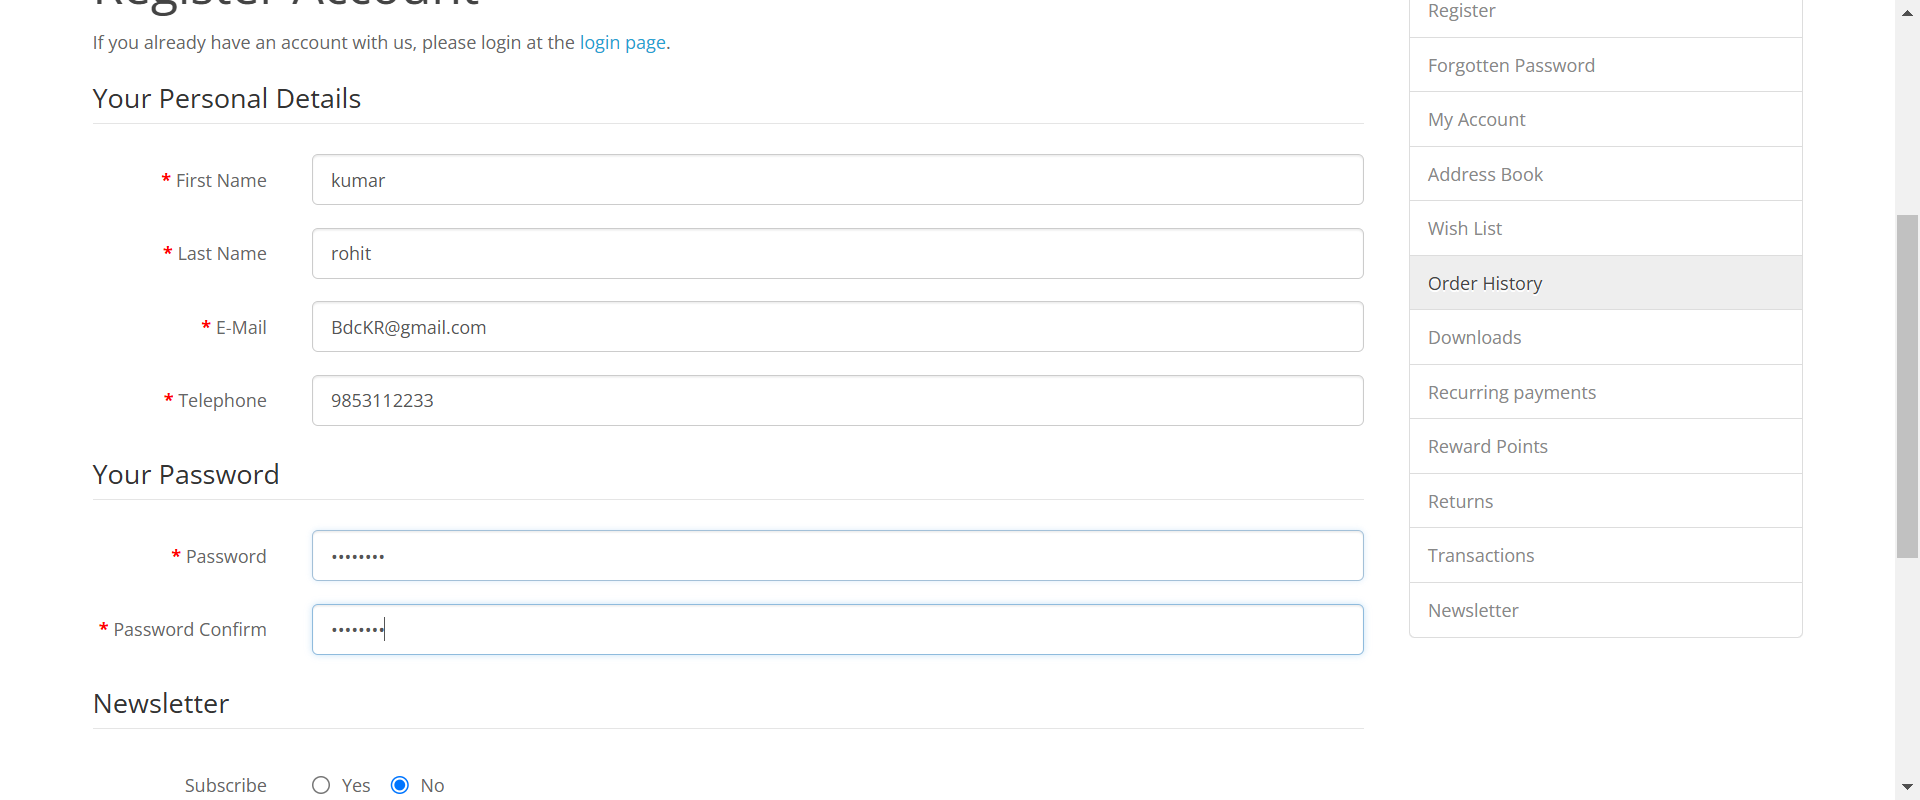 Register Account
If you already have an account with us, please login at the login page.
Your Personal Details
* First Name
kumar
* Last Name
rohit
* E-Mail
BdcKR@gmail.com
* Telephone
9853112233
Your Password
* Password
••••••••
* Password Confirm
••••••••
Newsletter
Subscribe
Yes
No
Register
Forgotten Password
My Account
Address Book
Wish List
Order History
Downloads
Recurring payments
Reward Points
Returns
Transactions
Newsletter